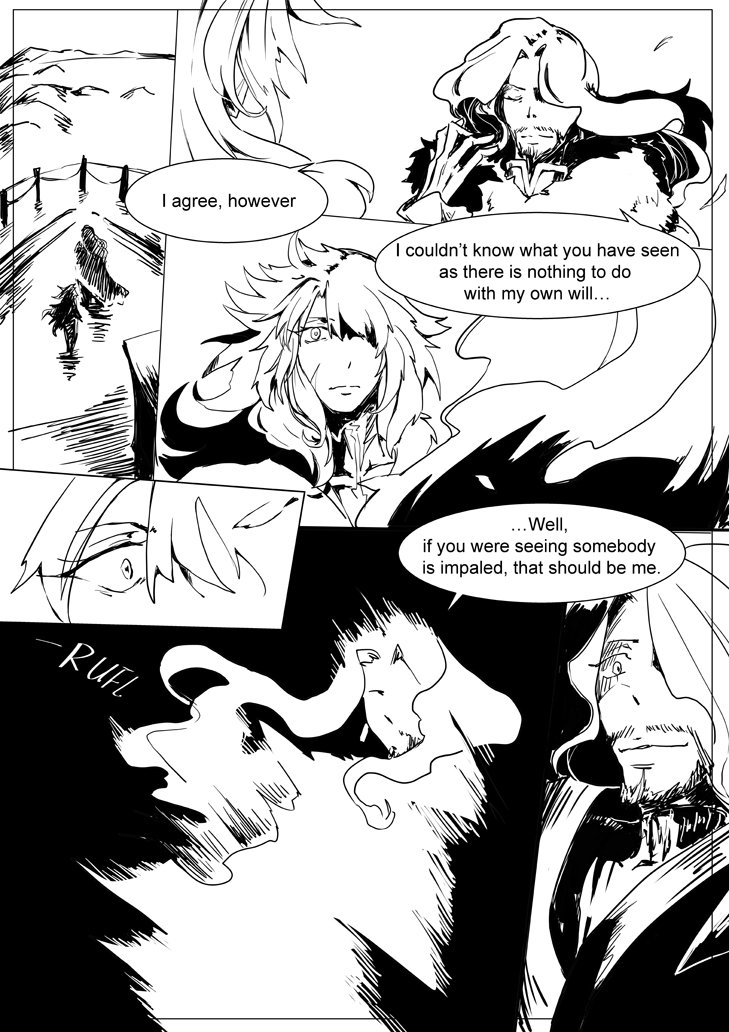 I agree, however
I couldn't know what you have seen
as there is nothing to do
with my own will…
…Well,
if you were seeing somebody
is impaled, that should be me.
—RUFL